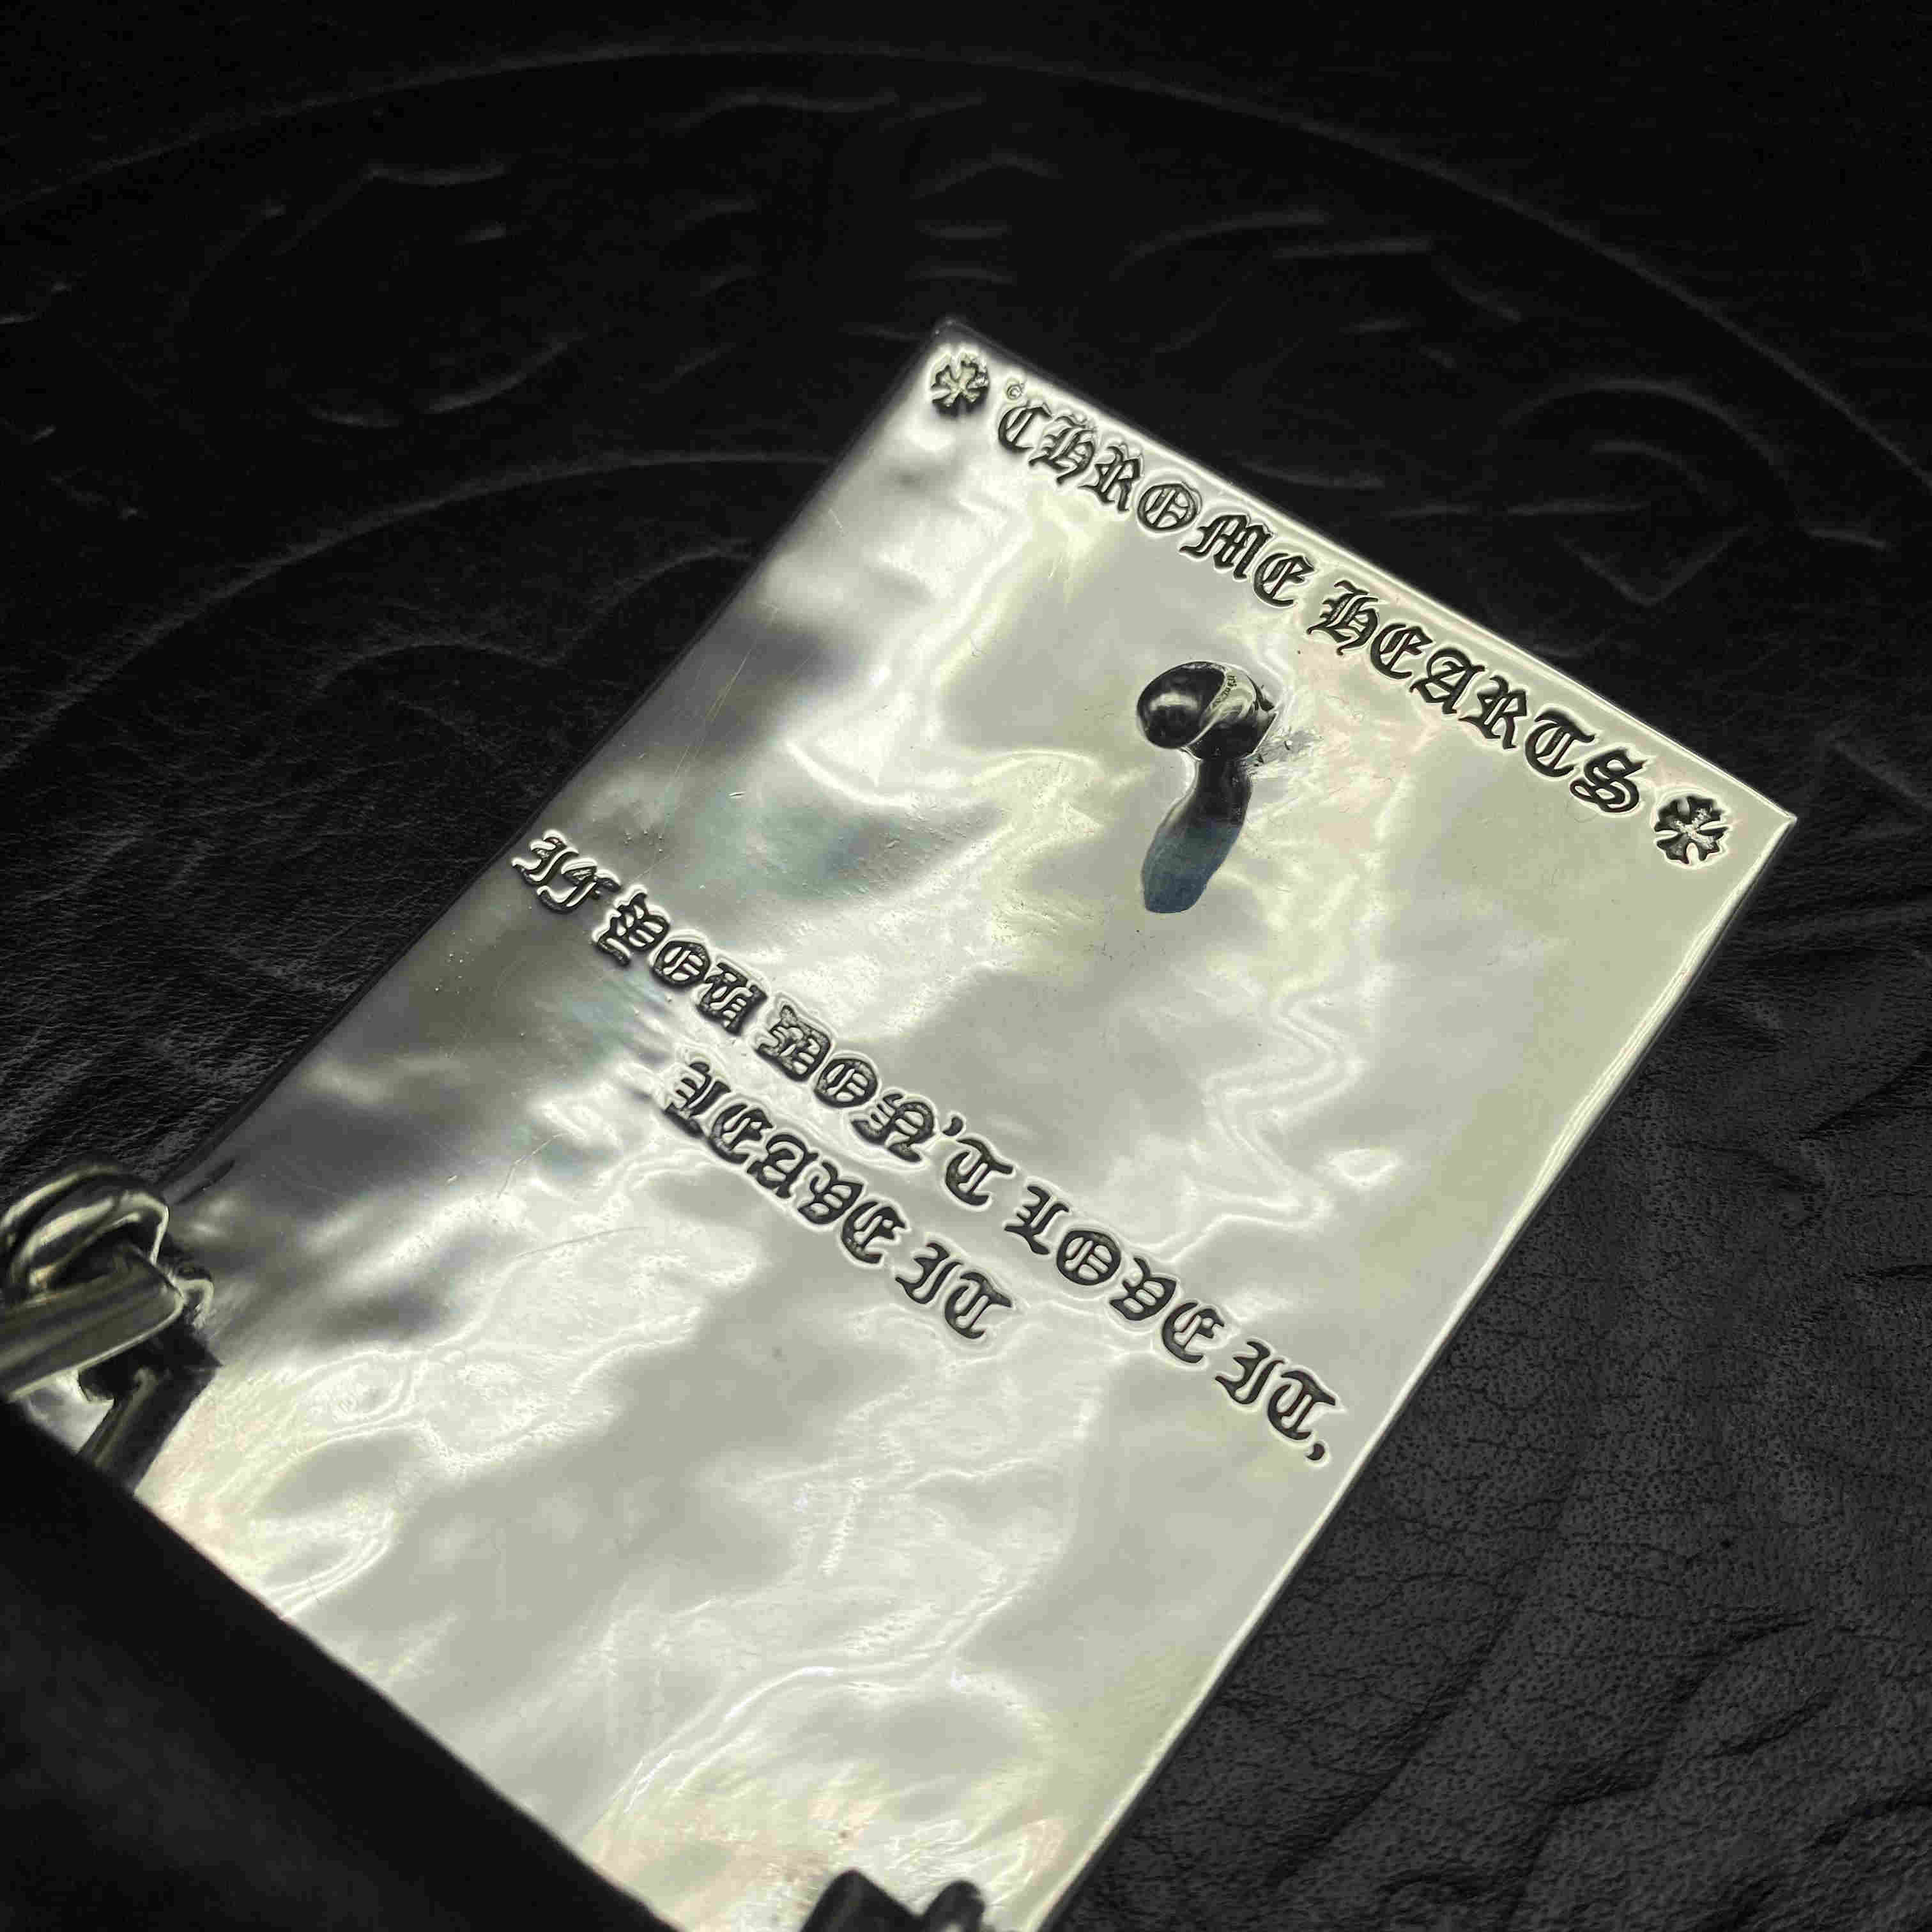 © CHROME HEARTS
IF YOU DON'T LOVE IT,
LEAVE IT